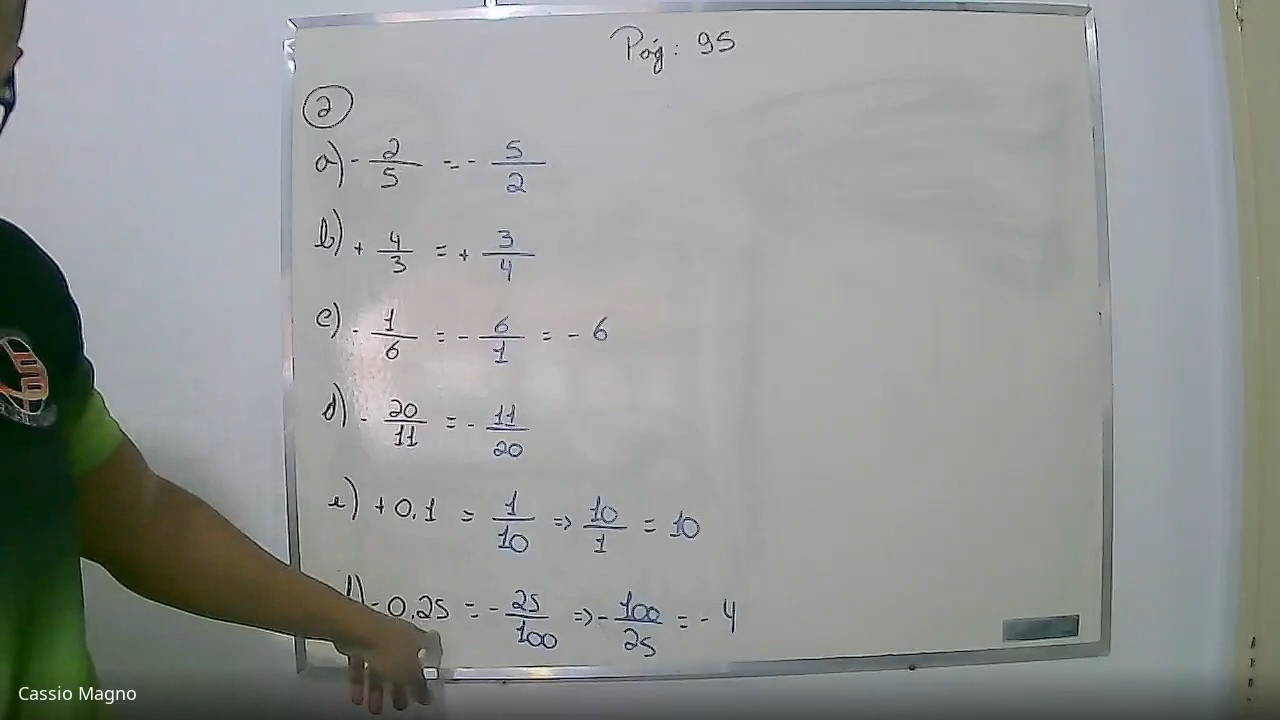 Pág: 95
2
a) - 2/5 = - 5/2
b) + 4/3 = + 3/4
c) - 1/6 = - 6/1 = - 6
d) - 20/11 = - 11/20
e) + 0,1 = 1/10 => 10/1 = 10
f) - 0,25 = - 25/100 => - 100/25 = - 4
Cassio Magno